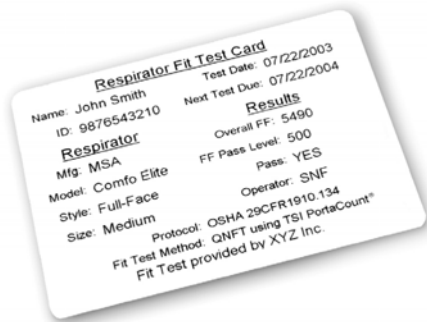 Respirator Fit Test Card
Name: John Smith
Test Date: 07/22/2003
ID: 9876543210
Next Test Due: 07/22/2004
Respirator
Results
Mfg: MSA
Overall FF: 5490
Model: Comfo Elite
FF Pass Level: 500
Style: Full-Face
Pass: YES
Size: Medium
Operator: SNF
Protocol: OSHA 29CFR1910.134
Fit Test Method: QNFT using TSI PortaCount®
Fit Test provided by XYZ Inc.